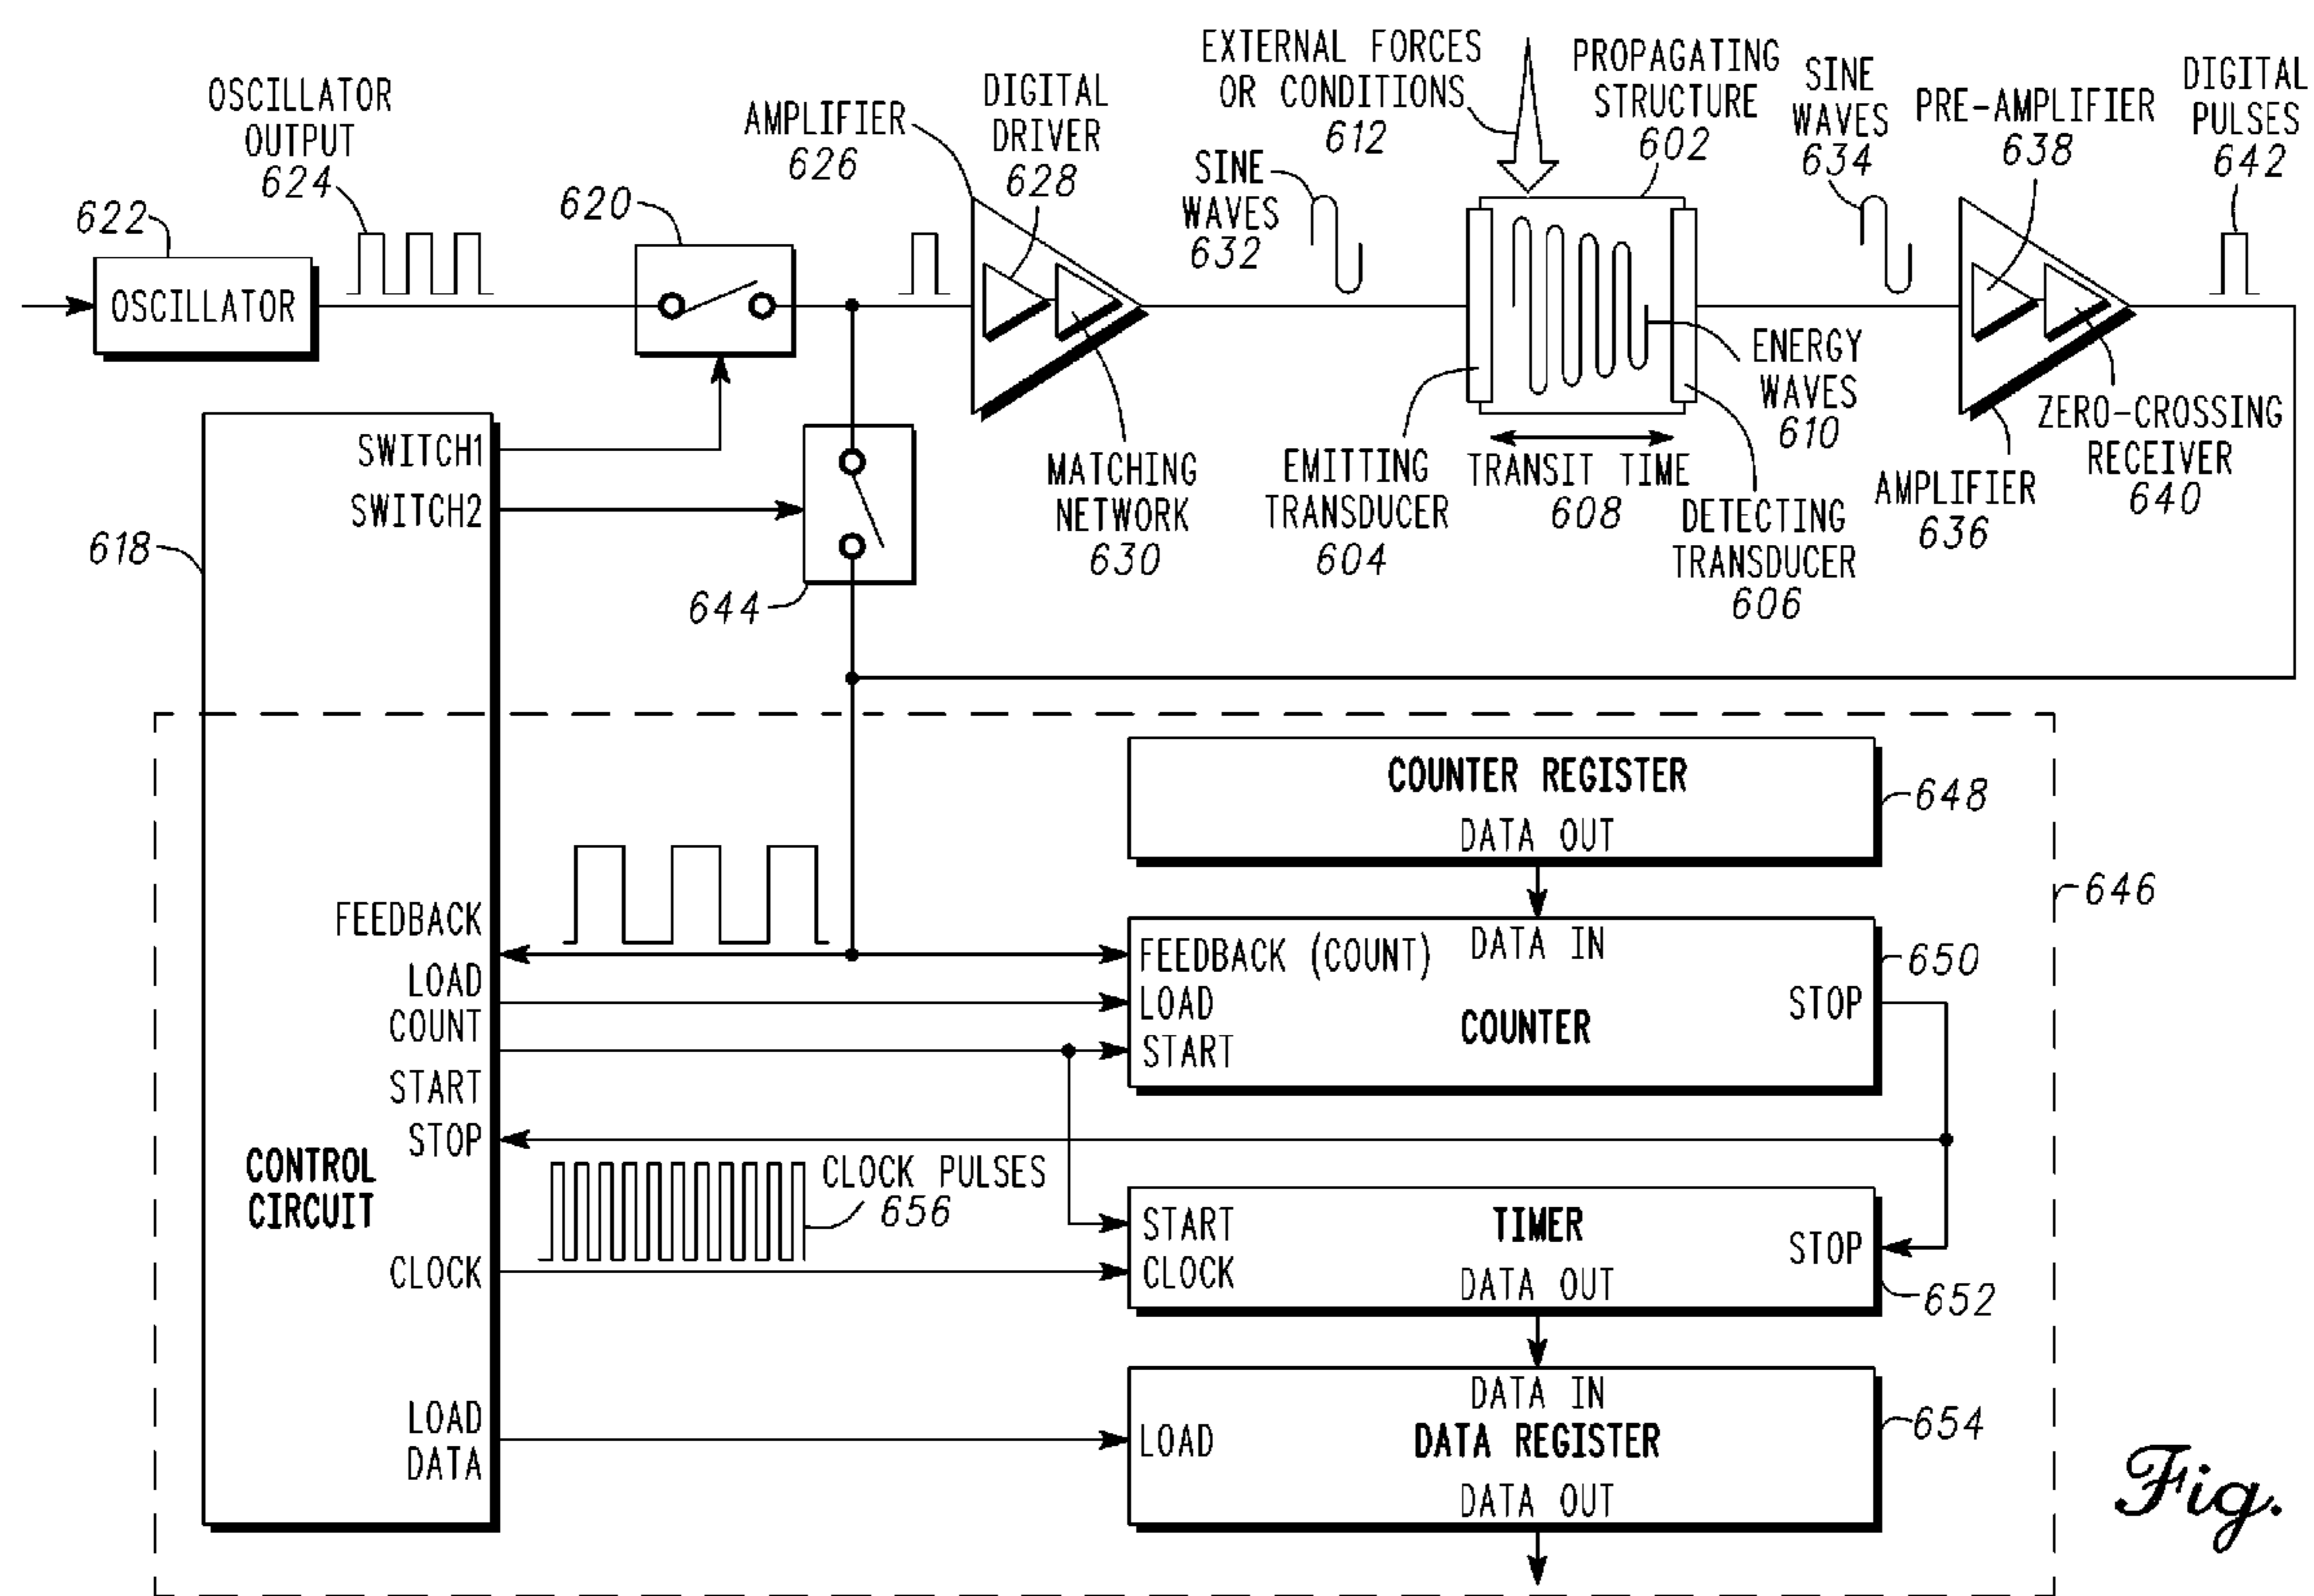 OSCILLATOR
OUTPUT
624
622
OSCILLATOR
620
AMPLIFIER
626
DIGITAL
DRIVER
628
MATCHING
NETWORK
630
SINE
WAVES
632
EXTERNAL FORCES
OR CONDITIONS
612
PROPAGATING
STRUCTURE
602
SINE
WAVES
634
PRE-AMPLIFIER
638
DIGITAL
PULSES
642
ENERGY
WAVES
610
EMITTING
TRANSDUCER
604
TRANSIT TIME
608
DETECTING
TRANSDUCER
606
AMPLIFIER
636
ZERO-CROSSING
RECEIVER
640
618
SWITCH1
SWITCH2
644
FEEDBACK
LOAD
COUNT
START
STOP
CONTROL
CIRCUIT
CLOCK
LOAD
DATA
CLOCK PULSES
656
COUNTER REGISTER
DATA OUT
648
646
FEEDBACK (COUNT)
DATA IN
LOAD
COUNTER
START
STOP
650
START
TIMER
STOP
CLOCK
DATA OUT
652
DATA IN
LOAD
DATA REGISTER
DATA OUT
654
Fig.